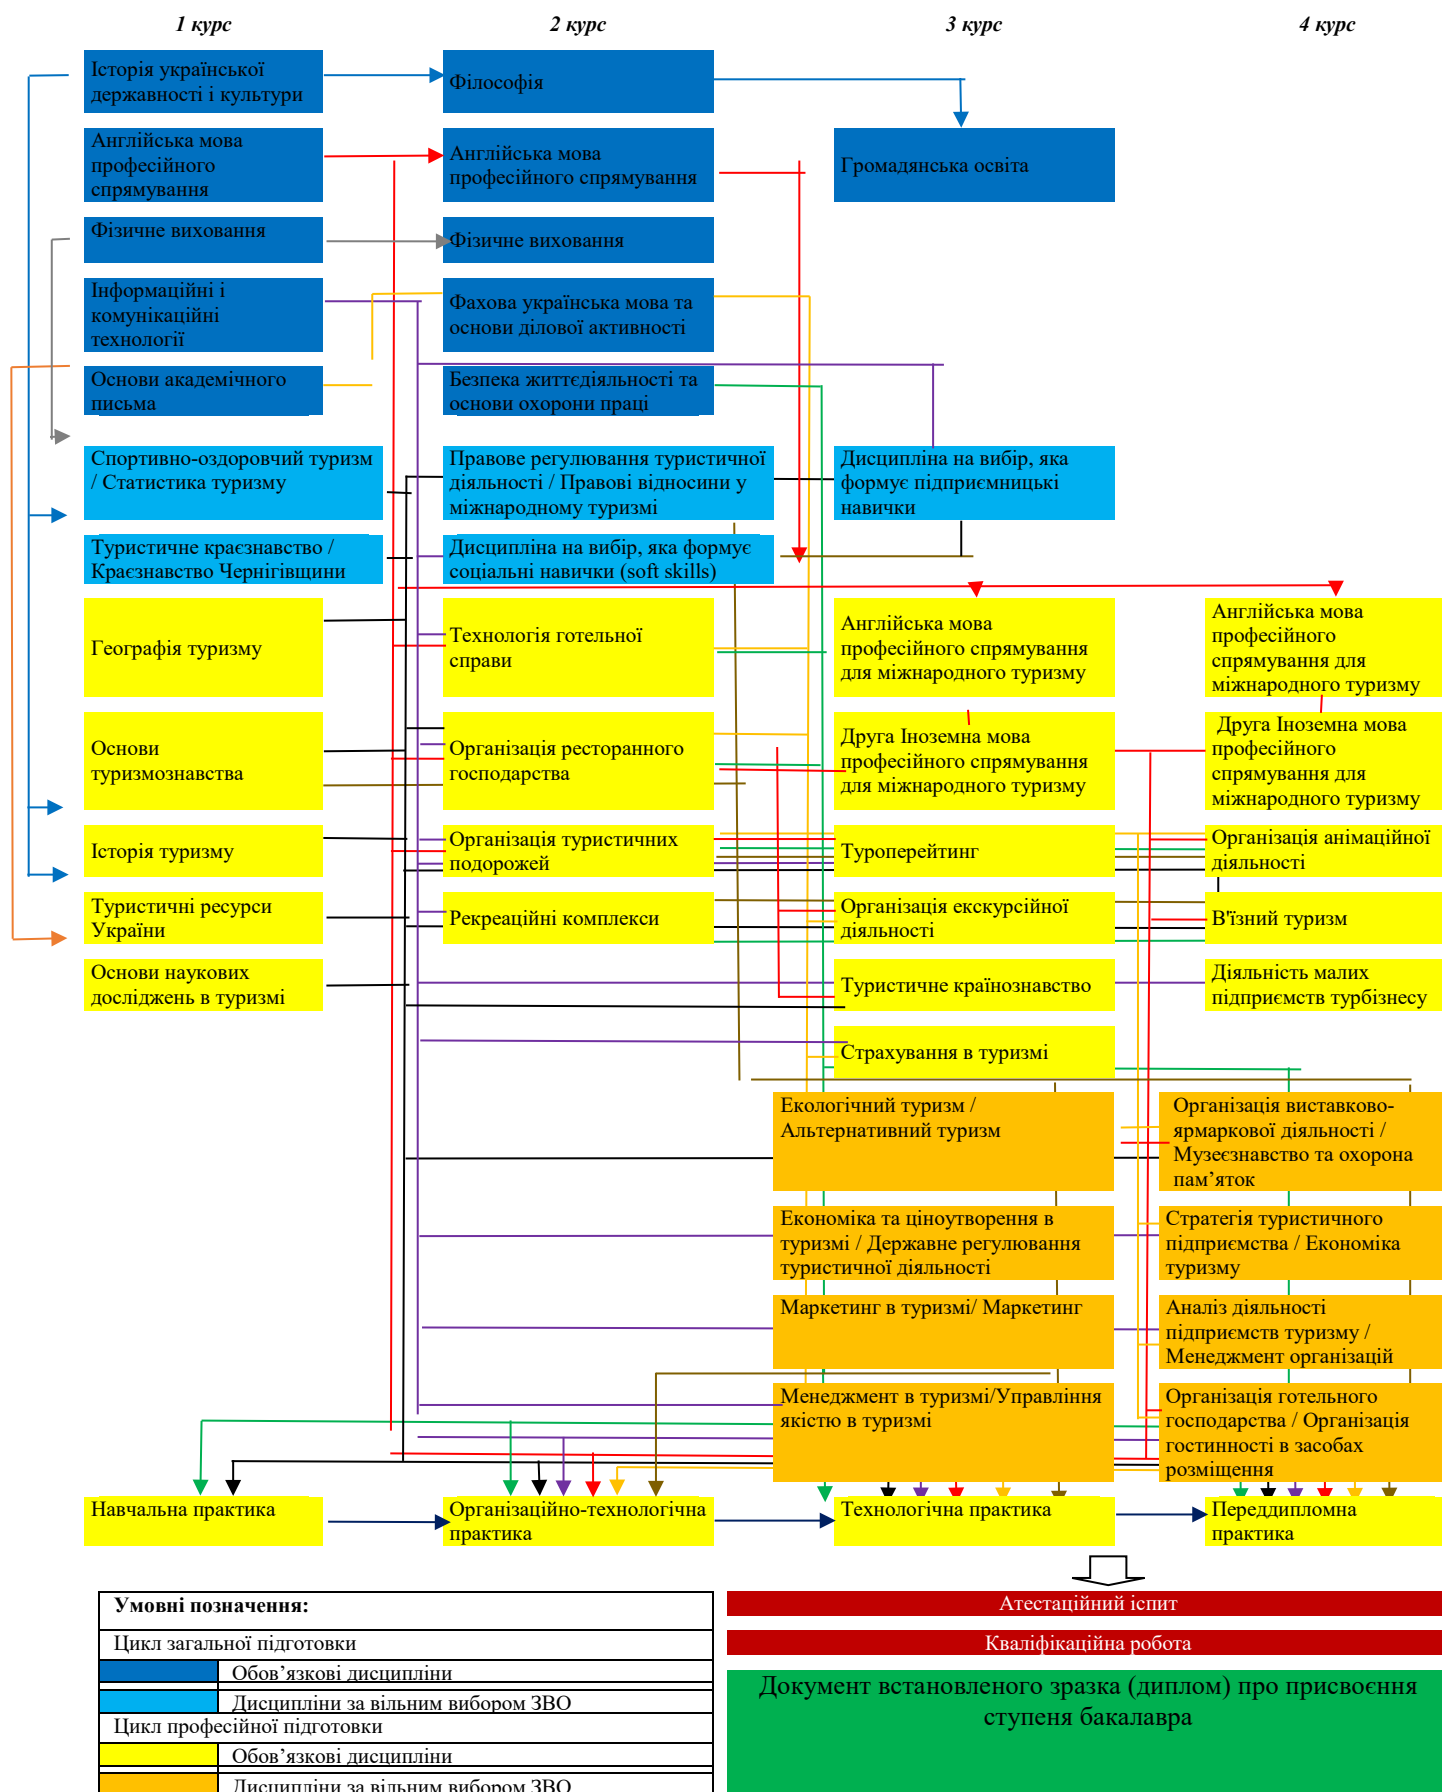 1 курс
2 курс
3 курс
4 курс
Історія української
державності і культури
Філософія
Англійська мова
професійного
спрямування
Англійська мова
професійного спрямування
Громадянська освіта
Фізичне виховання
Фізичне виховання
Інформаційні і
комунікаційні
технології
Фахова українська мова та
основи ділової активності
Основи академічного
письма
Безпека життєдіяльності та
основи охорони праці
Спортивно-оздоровчий туризм
/ Статистика туризму
Правове регулювання туристичної
діяльності / Правові відносини у
міжнародному туризмі
Дисципліна на вибір, яка
формує підприємницькі
навички
Туристичне краєзнавство /
Краєзнавство Чернігівщини
Дисципліна на вибір, яка формує
соціальні навички (soft skills)
Географія туризму
Технологія готельної
справи
Англійська мова
професійного спрямування
для міжнародного туризму
Англійська мова
професійного
спрямування для
міжнародного туризму
Основи
туризмознавства
Організація ресторанного
господарства
Друга Іноземна мова
професійного спрямування
для міжнародного туризму
Друга Іноземна мова
професійного
спрямування для
міжнародного туризму
Історія туризму
Організація туристичних
подорожей
Туроперейтинг
Організація анімаційної
діяльності
Туристичні ресурси
України
Рекреаційні комплекси
Організація екскурсійної
діяльності
В'їзний туризм
Основи наукових
досліджень в туризмі
Туристичне країнознавство
Діяльність малих
підприємств турбізнесу
Страхування в туризмі
Екологічний туризм /
Альтернативний туризм
Організація виставково-
ярмаркової діяльності /
Музеєзнавство та охорона
пам’яток
Економіка та ціноутворення в
туризмі / Державне регулювання
туристичної діяльності
Стратегія туристичного
підприємства / Економіка
туризму
Маркетинг в туризмі/ Маркетинг
Аналіз діяльності
підприємств туризму /
Менеджмент організацій
Менеджмент в туризмі/Управління
якістю в туризмі
Організація готельного
господарства / Організація
гостинності в засобах
розміщення
Навчальна практика
Організаційно-технологічна
практика
Технологічна практика
Переддипломна
практика
Умовні позначення:
Цикл загальної підготовки
Обов’язкові дисципліни
Дисципліни за вільним вибором ЗВО
Цикл професійної підготовки
Обов’язкові дисципліни
Дисципліни за вільним вибором ЗВО
Атестаційний іспит
Кваліфікаційна робота
Документ встановленого зразка (диплом) про присвоєння
ступеня бакалавра